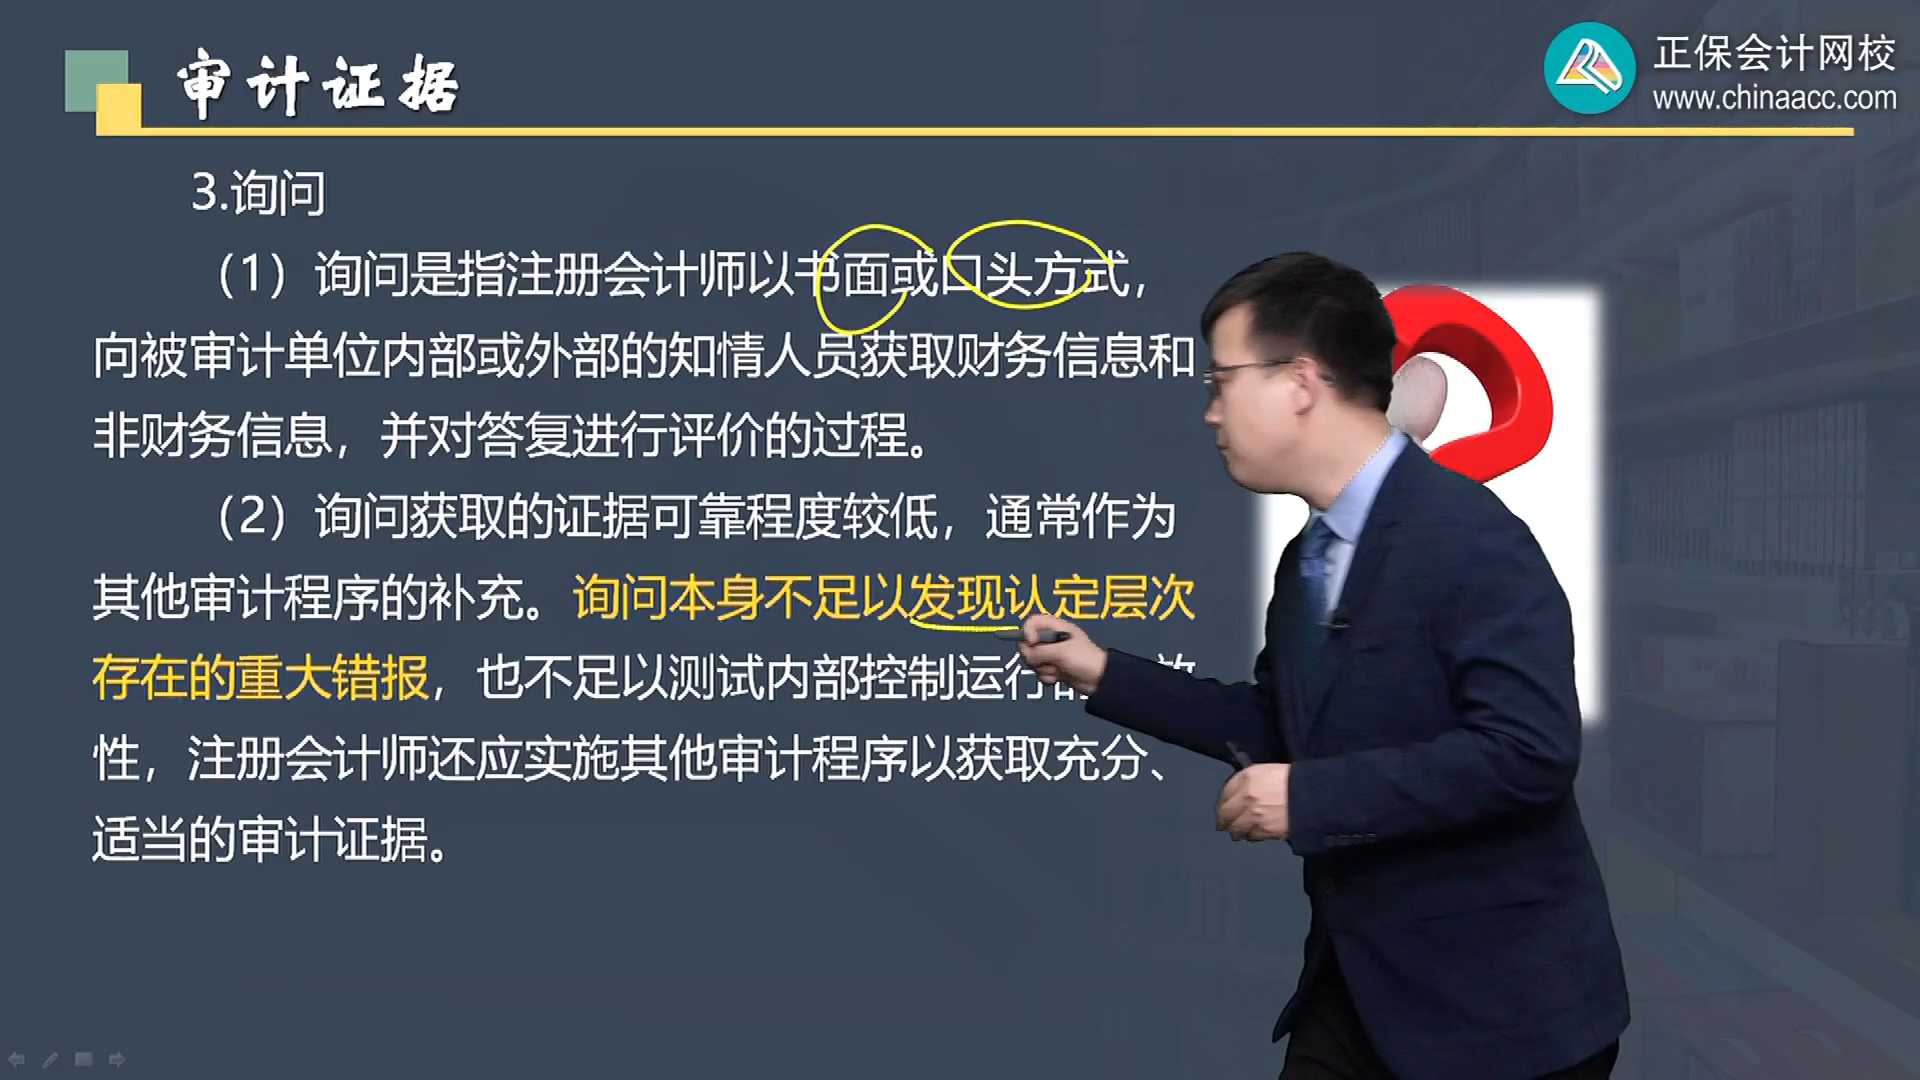 审计证据
正保会计网校
www.chinaacc.com
3.询问
（1）询问是指注册会计师以书面或口头方式，
向被审计单位内部或外部的知情人员获取财务信息和
非财务信息，并对答复进行评价的过程。
（2）询问获取的证据可靠程度较低，通常作为
其他审计程序的补充。询问本身不足以发现认定层次
存在的重大错报，也不足以测试内部控制运行
性，注册会计师还应实施其他审计程序以获取充分、
适当的审计证据。